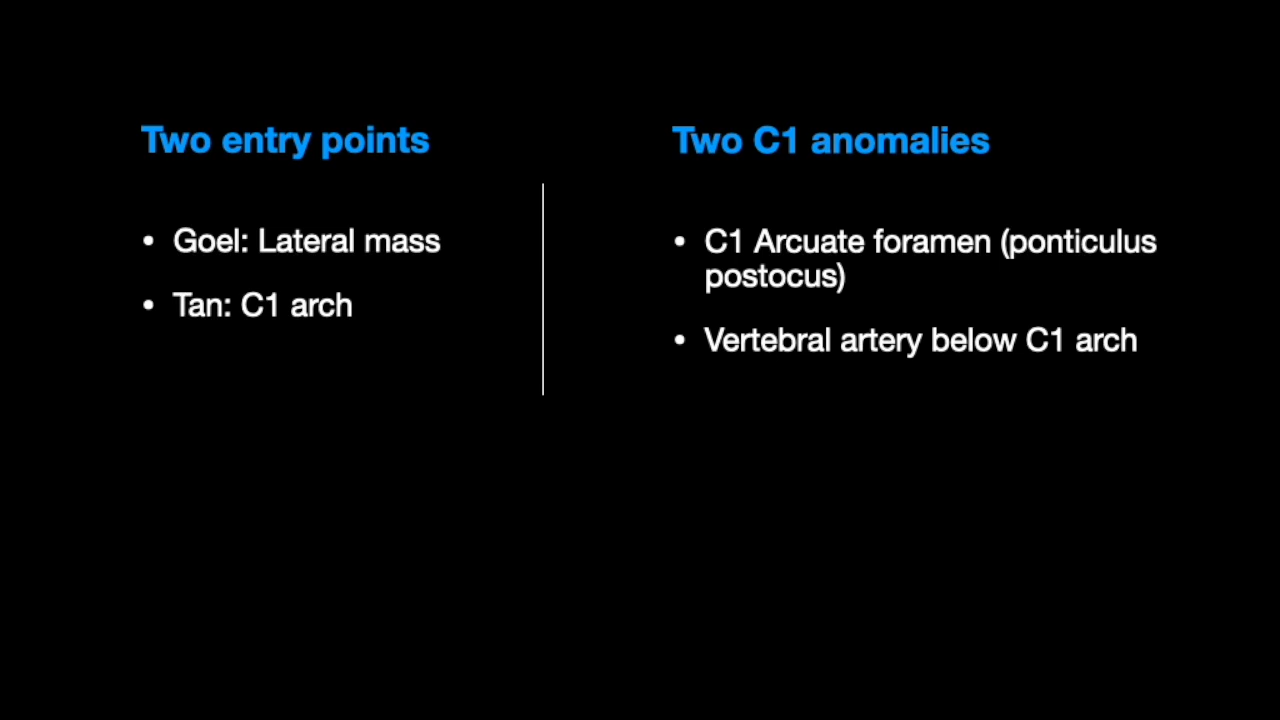 Two entry points
• Goel: Lateral mass
• Tan: C1 arch
Two C1 anomalies
• C1 Arcuate foramen (ponticulus
postocus)
• Vertebral artery below C1 arch